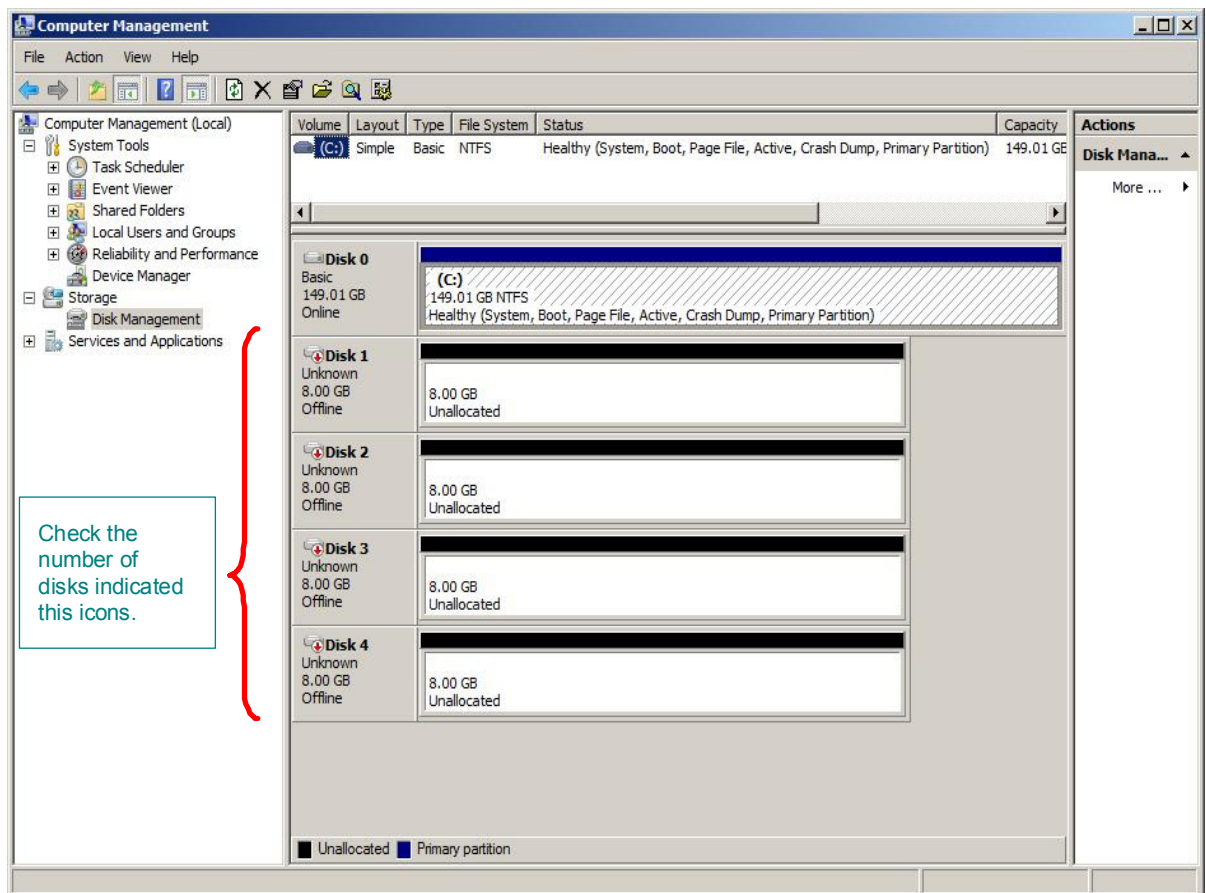 Computer Management
File Action View Help
Computer Management (Local)
System Tools
Task Scheduler
Event Viewer
Shared Folders
Local Users and Groups
Reliability and Performance
Device Manager
Storage
Disk Management
Services and Applications
Check the
number of
disks indicated
this icons.
Volume Layout Type File System Status Capacity
(C:) Simple Basic NTFS Healthy (System, Boot, Page File, Active, Crash Dump, Primary Partition) 149.01 GB
Disk 0
Basic
149.01 GB
Online
(C:)
149.01 GB NTFS
Healthy (System, Boot, Page File, Active, Crash Dump, Primary Partition)
Disk 1
Unknown
8.00 GB
Offline
8.00 GB
Unallocated
Disk 2
Unknown
8.00 GB
Offline
8.00 GB
Unallocated
Disk 3
Unknown
8.00 GB
Offline
8.00 GB
Unallocated
Disk 4
Unknown
8.00 GB
Offline
8.00 GB
Unallocated
Unallocated Primary partition
Actions
Disk Mana...
More ...